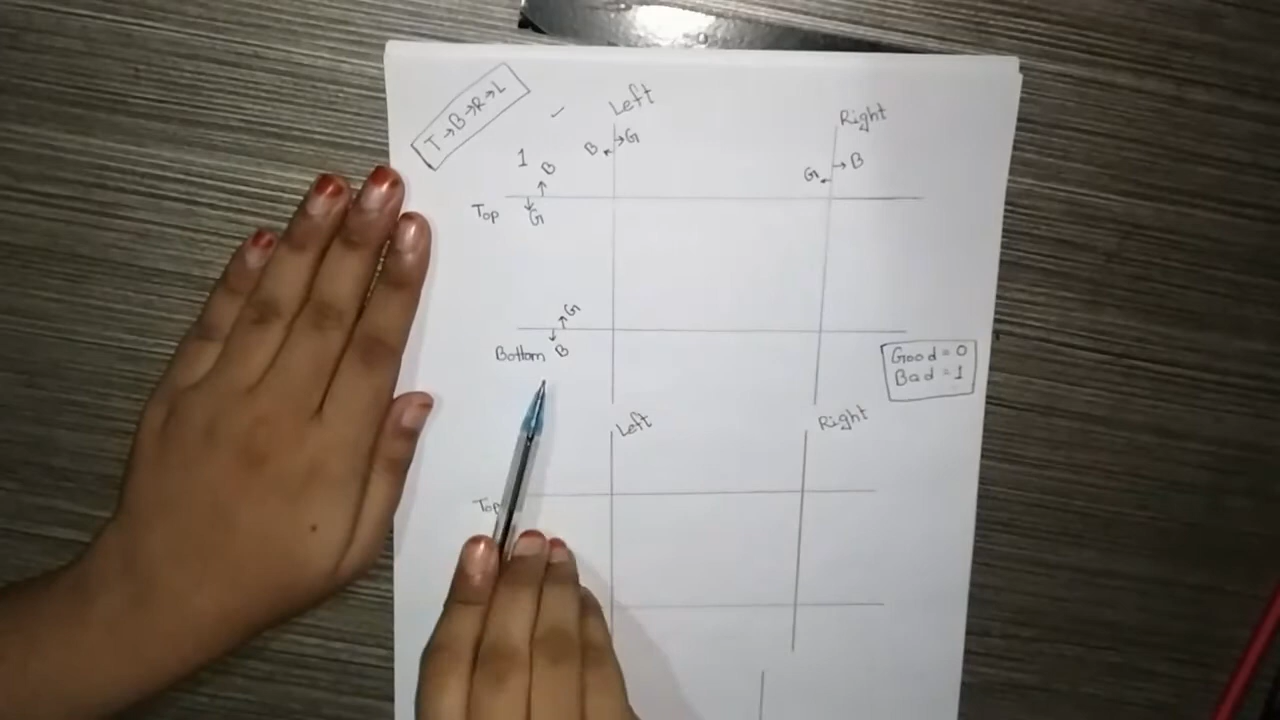 T→B→R→L
Left
Right
1
B
B →G
G →B
Top
G
G
Bottom B
Good = 0
Bad = 1
Left
Right
Top